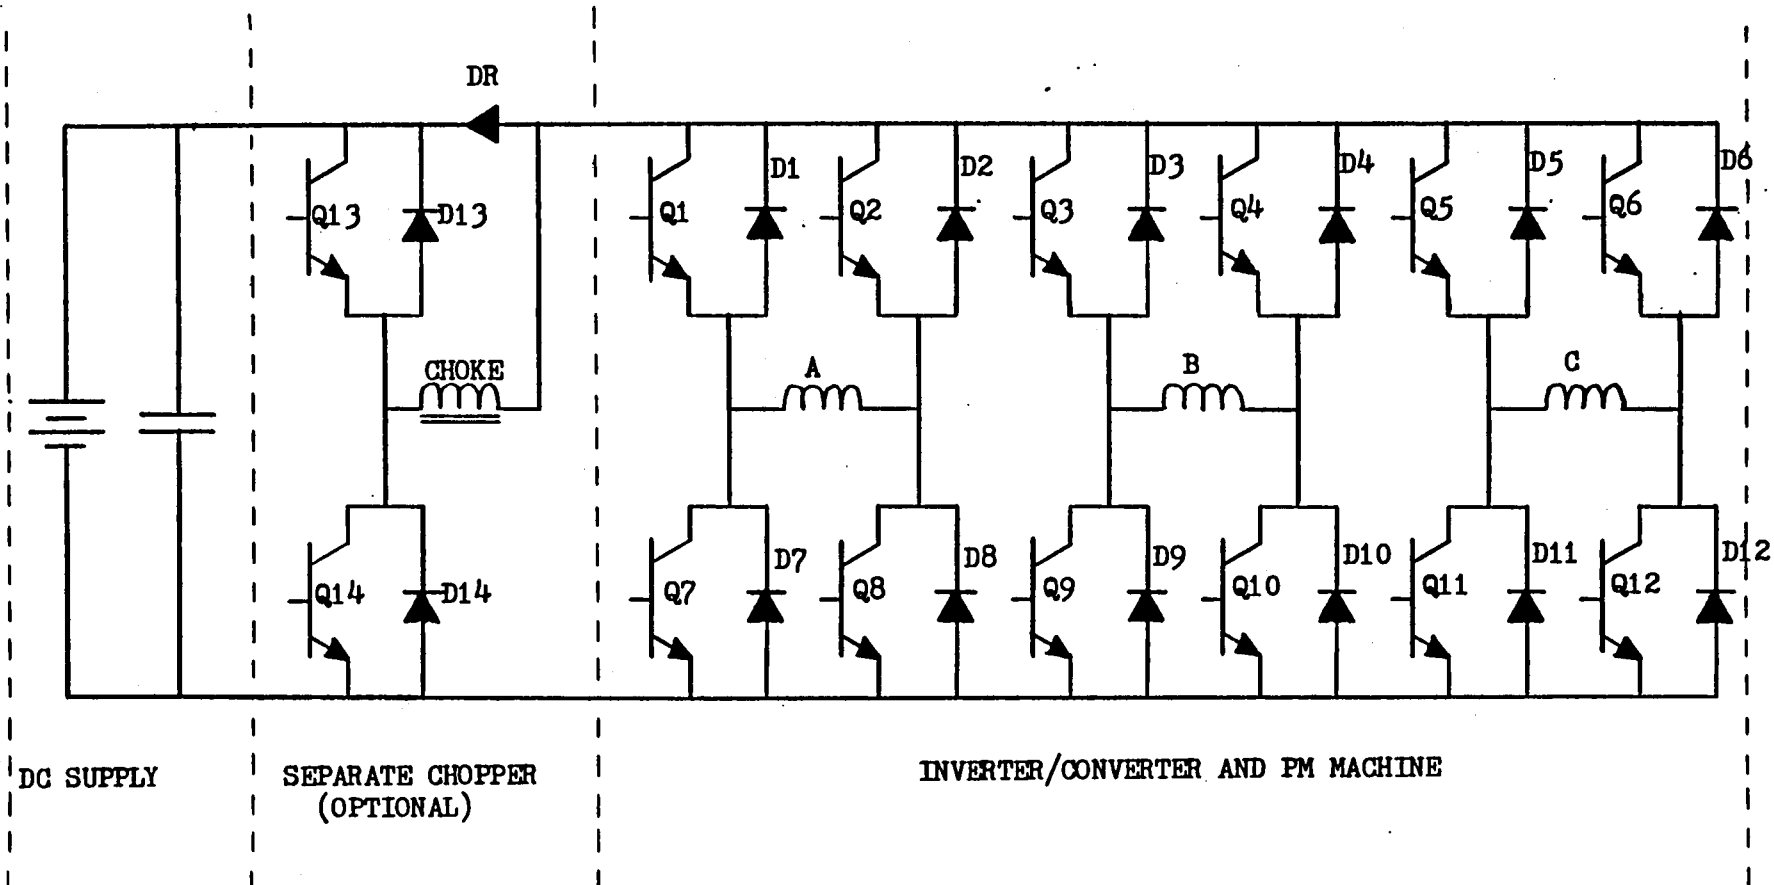 DR
D1
D2
D3
D4
D5
D6
Q13
D13
Q1
Q2
Q3
Q4
Q5
Q6
CHOKE
A
B
C
D7
D8
D9
D10
D11
D12
Q14
D14
Q7
Q8
Q9
Q10
Q11
Q12
DC SUPPLY
SEPARATE CHOPPER
(OPTIONAL)
INVERTER/CONVERTER AND PM MACHINE